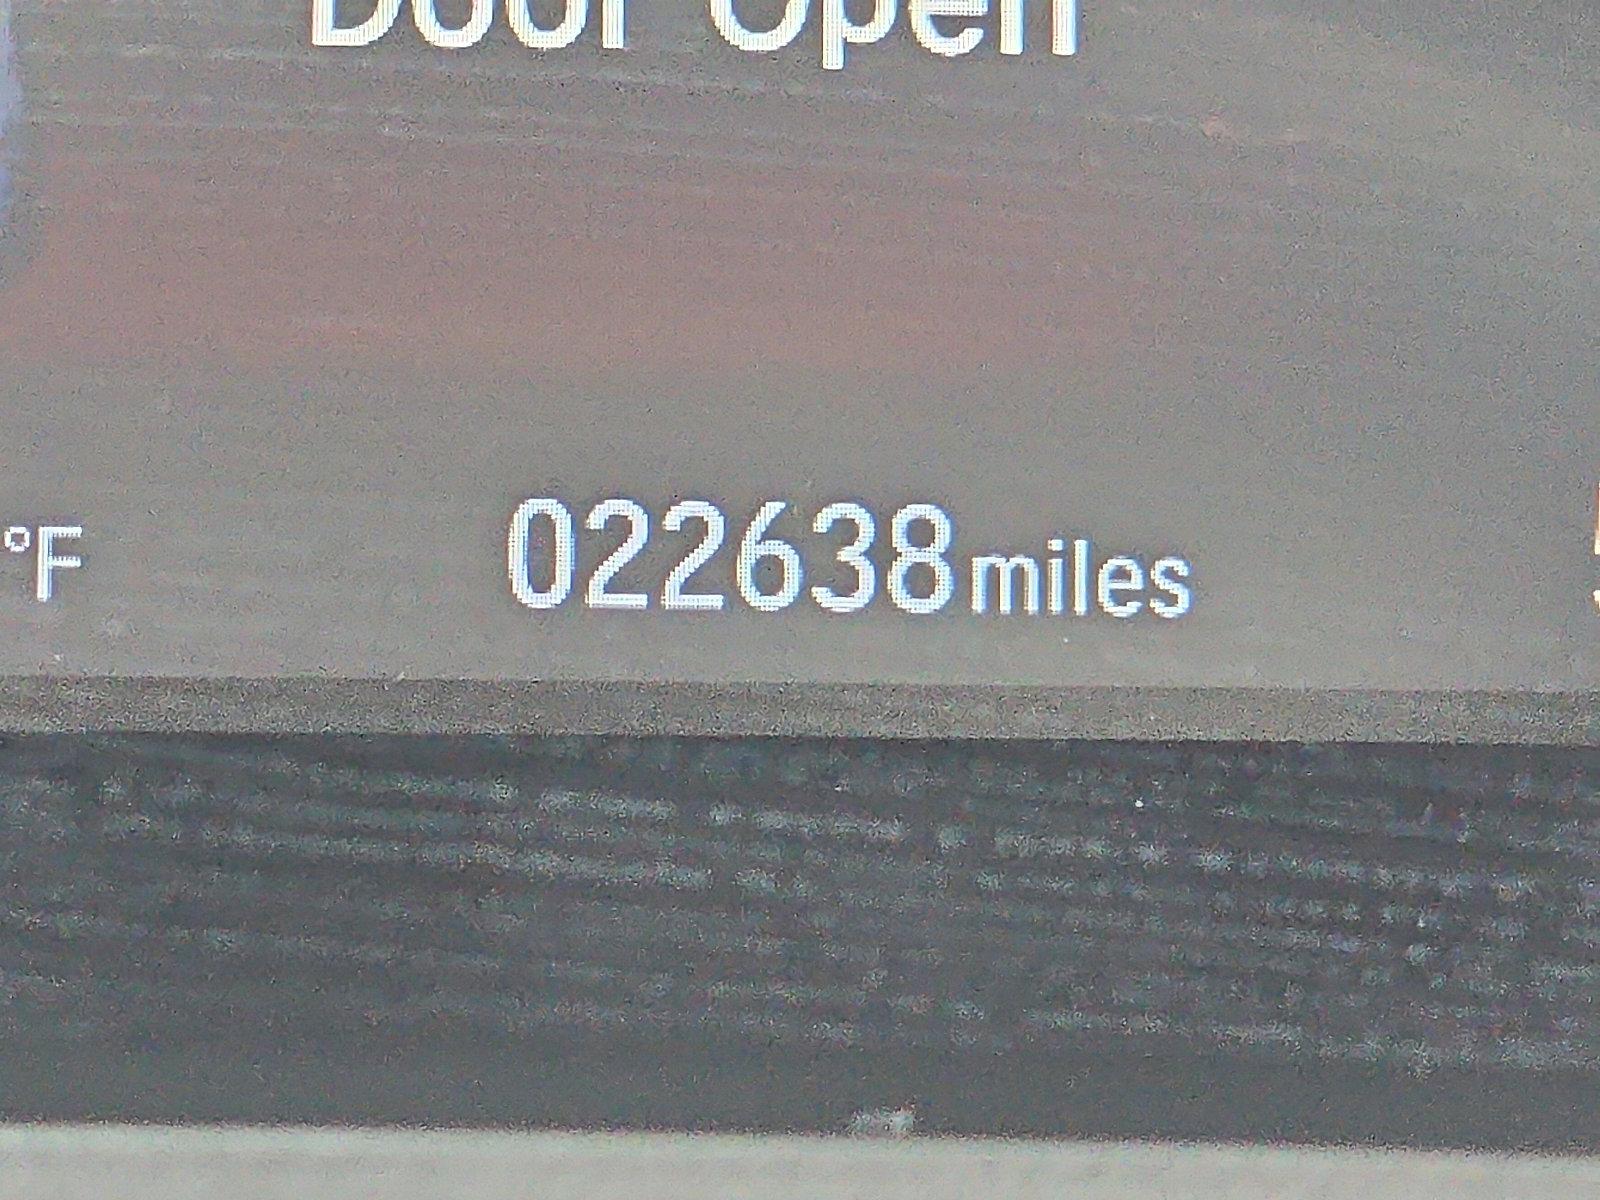 Door Open
°F
022638 miles